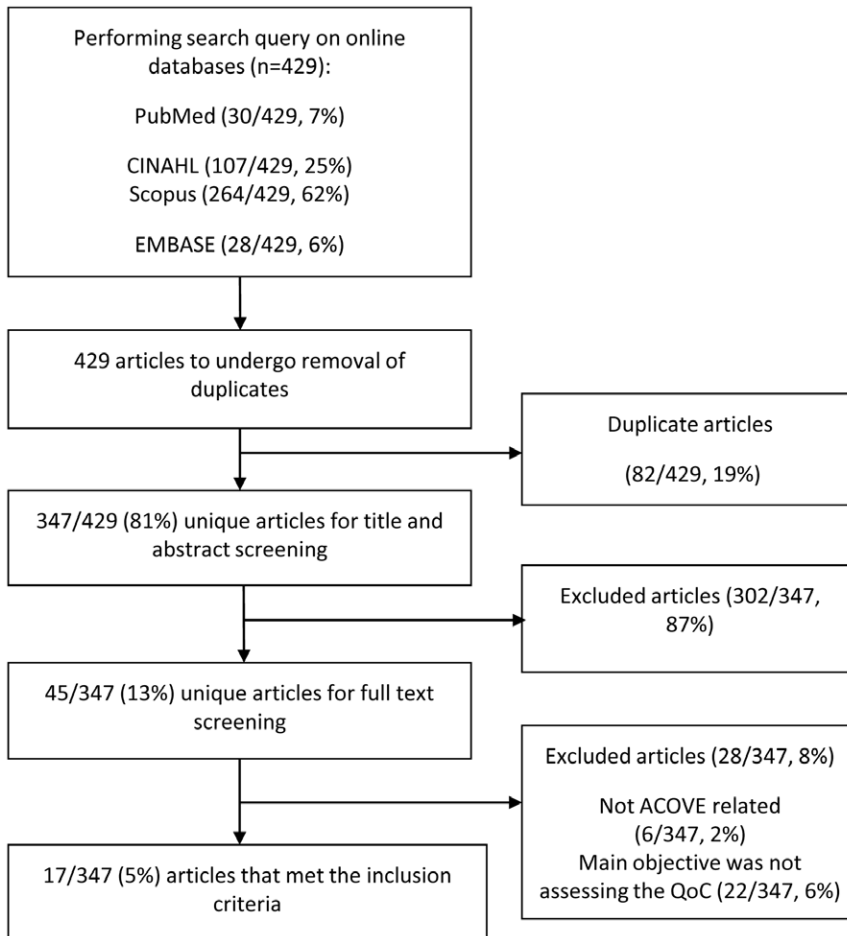 Performing search query on online
databases (n=429):
PubMed (30/429, 7%)
CINAHL (107/429, 25%)
Scopus (264/429, 62%)
EMBASE (28/429, 6%)
429 articles to undergo removal of
duplicates
Duplicate articles
(82/429, 19%)
347/429 (81%) unique articles for title and
abstract screening
Excluded articles (302/347,
87%)
45/347 (13%) unique articles for full text
screening
Excluded articles (28/347, 8%)
Not ACOVE related
(6/347, 2%)
Main objective was not
assessing the QoC (22/347, 6%)
17/347 (5%) articles that met the inclusion
criteria